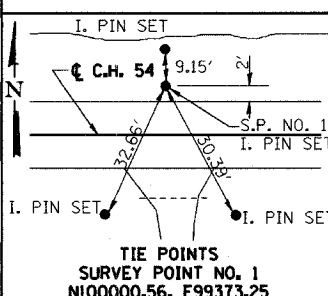 I. PIN SET
℄ C.H. 54
9.15'
2'
N
S.P. NO. 1
I. PIN SET
32.66'
30.39'
I. PIN SET
I. PIN SET
TIE POINTS
SURVEY POINT NO. 1
N100000.56, E99373.25